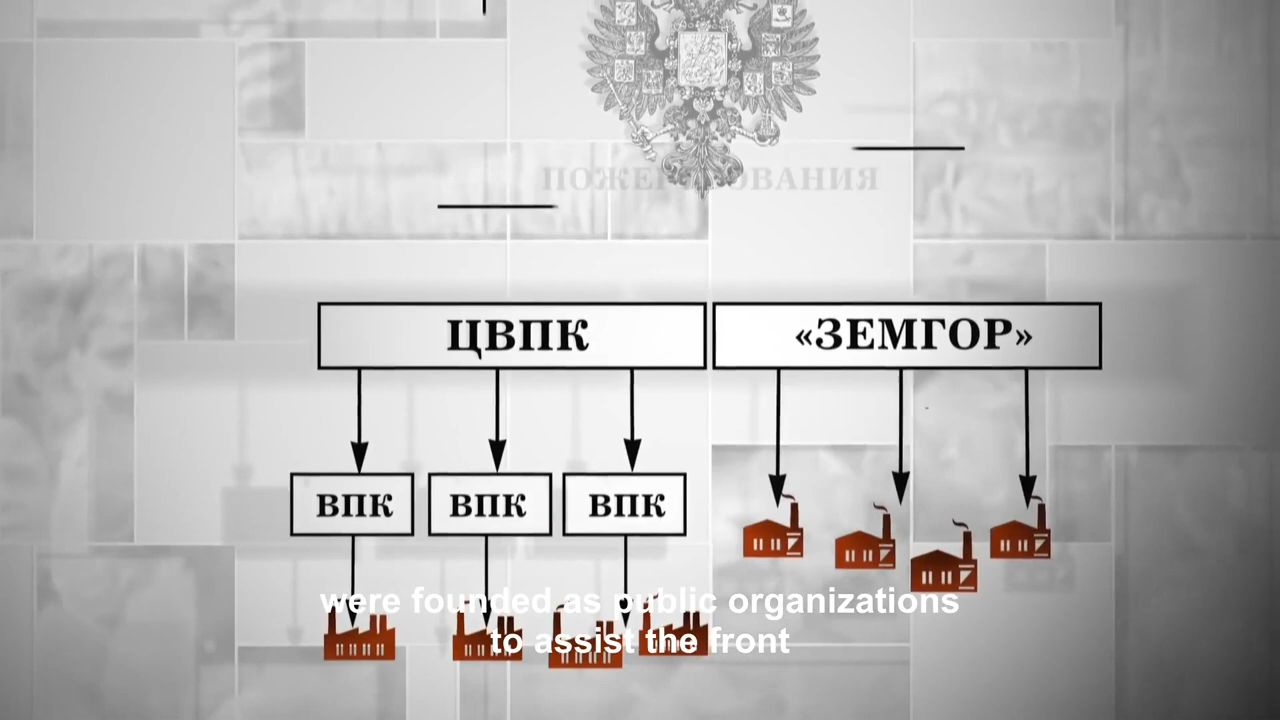 ПОЖЕРТВОВАНИЯ
ЦВПК
«ЗЕМГОР»
ВПК
ВПК
ВПК
were founded as public organizations
to assist the front